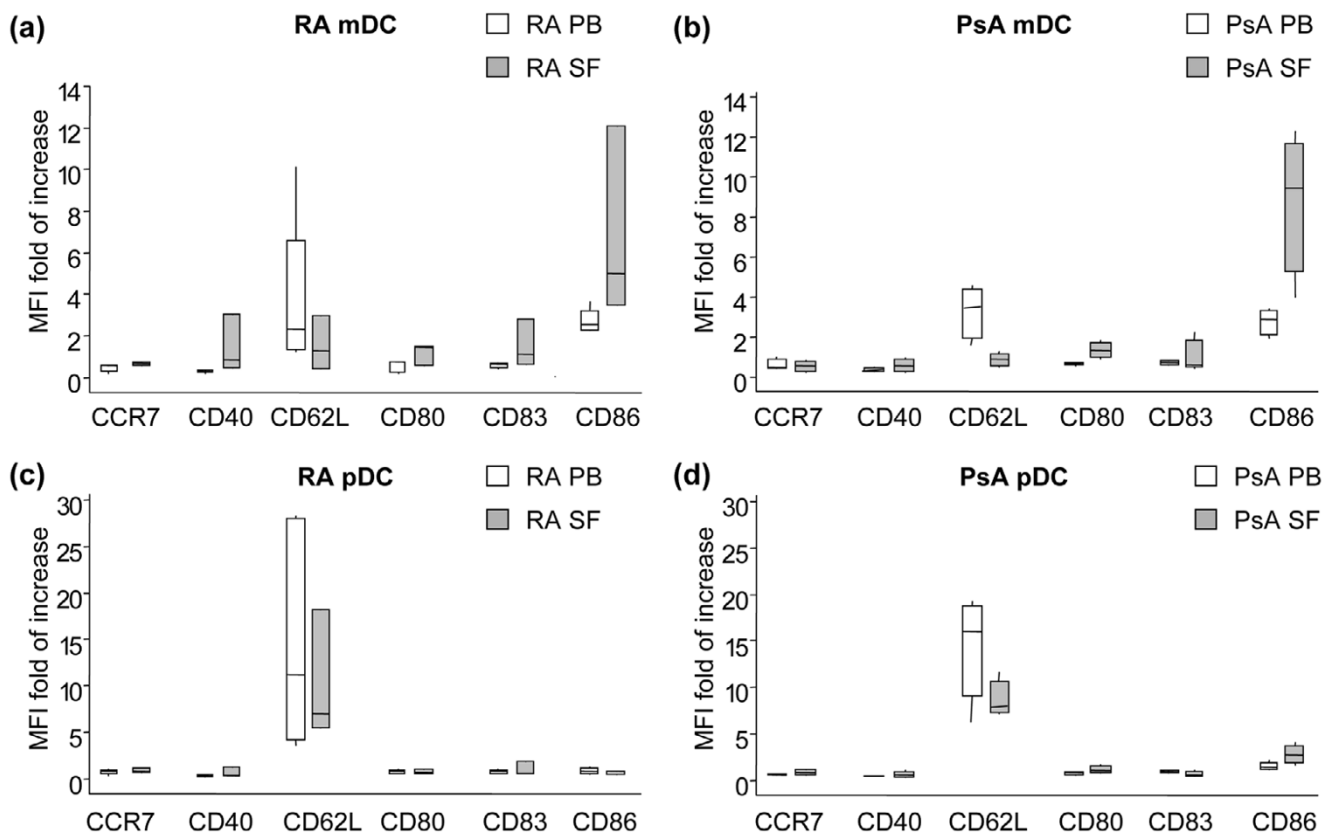 (a)
RA mDC
RA PB
RA SF
MFI fold of increase
14
12
10
8
6
4
2
0
CCR7 CD40 CD62L CD80 CD83 CD86
(b)
PsA mDC
PsA PB
PsA SF
MFI fold of increase
14
12
10
8
6
4
2
0
CCR7 CD40 CD62L CD80 CD83 CD86
(c)
RA pDC
RA PB
RA SF
MFI fold of increase
30
25
20
15
10
5
0
CCR7 CD40 CD62L CD80 CD83 CD86
(d)
PsA pDC
PsA PB
PsA SF
MFI fold of increase
30
25
20
15
10
5
0
CCR7 CD40 CD62L CD80 CD83 CD86